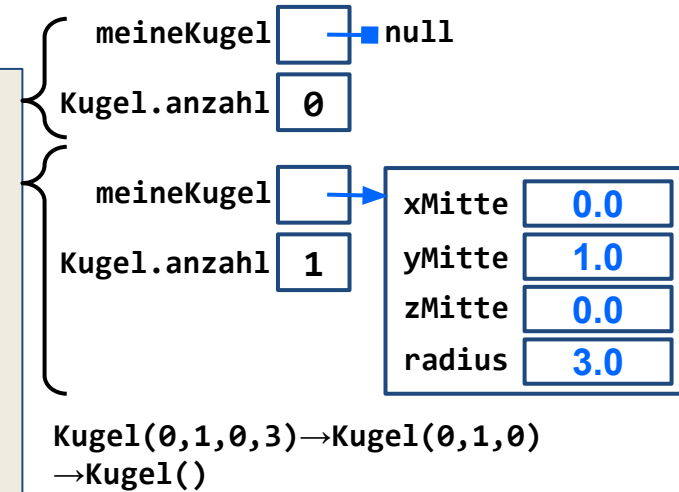 meineKugel null
Kugel.anzahl 0
meineKugel
xMitte 0.0
Kugel.anzahl 1
yMitte 1.0
zMitte 0.0
radius 3.0
Kugel(0,1,0,3)→Kugel(0,1,0)
→Kugel()